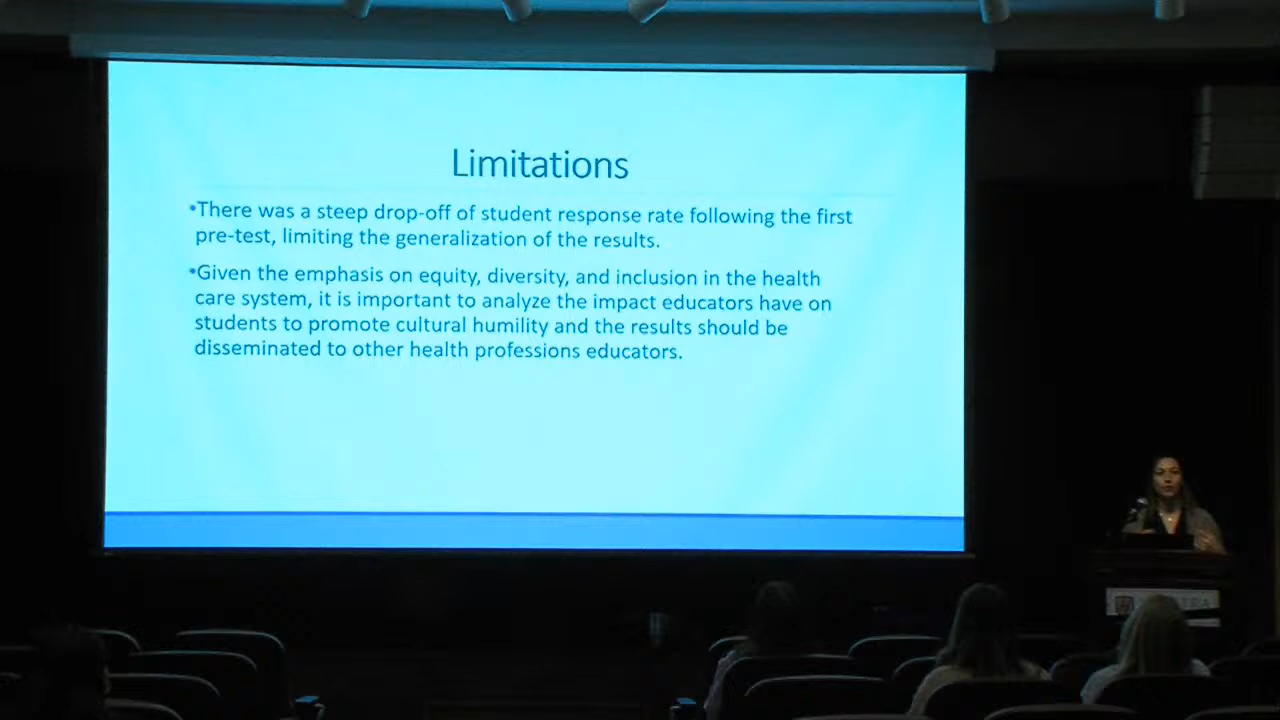 Limitations
•There was a steep drop-off of student response rate following the first
pre-test, limiting the generalization of the results.
•Given the emphasis on equity, diversity, and inclusion in the health
care system, it is important to analyze the impact educators have on
students to promote cultural humility and the results should be
disseminated to other health professions educators.